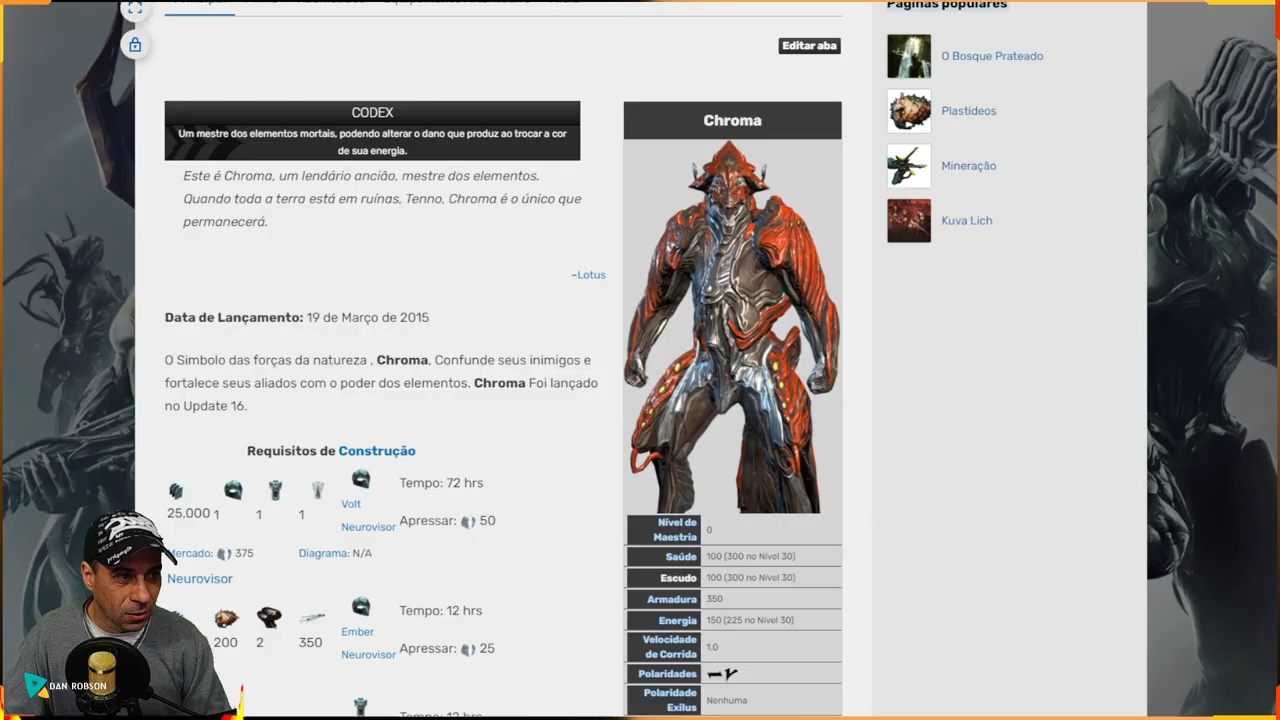 Páginas populares
Editar aba
O Bosque Prateado
Plastídeos
Mineração
Kuva Lich
CODEX
Um mestre dos elementos mortais, podendo alterar o dano que produz ao trocar a cor
de sua energia.
Este é Chroma, um lendário ancião, mestre dos elementos.
Quando toda a terra está em ruínas, Tenno, Chroma é o único que
permanecerá.
–Lotus
Data de Lançamento: 19 de Março de 2015
O Simbolo das forças da natureza , Chroma, Confunde seus inimigos e
fortalece seus aliados com o poder dos elementos. Chroma Foi lançado
no Update 16.
Requisitos de Construção
25,000
1
1
1
Volt
Neurovisor
Tempo: 72 hrs
Apressar: 50
Mercado: 375
Diagrama: N/A
Neurovisor
200
2
350
Ember
Neurovisor
Tempo: 12 hrs
Apressar: 25
Tempo: 12 hrs
Chroma
Nível de
Maestria
0
Saúde
100 (300 no Nível 30)
Escudo
100 (300 no Nível 30)
Armadura
350
Energia
150 (225 no Nível 30)
Velocidade
de Corrida
1.0
Polaridades
Polaridade
Exilus
Nenhuma
DAN ROBSON